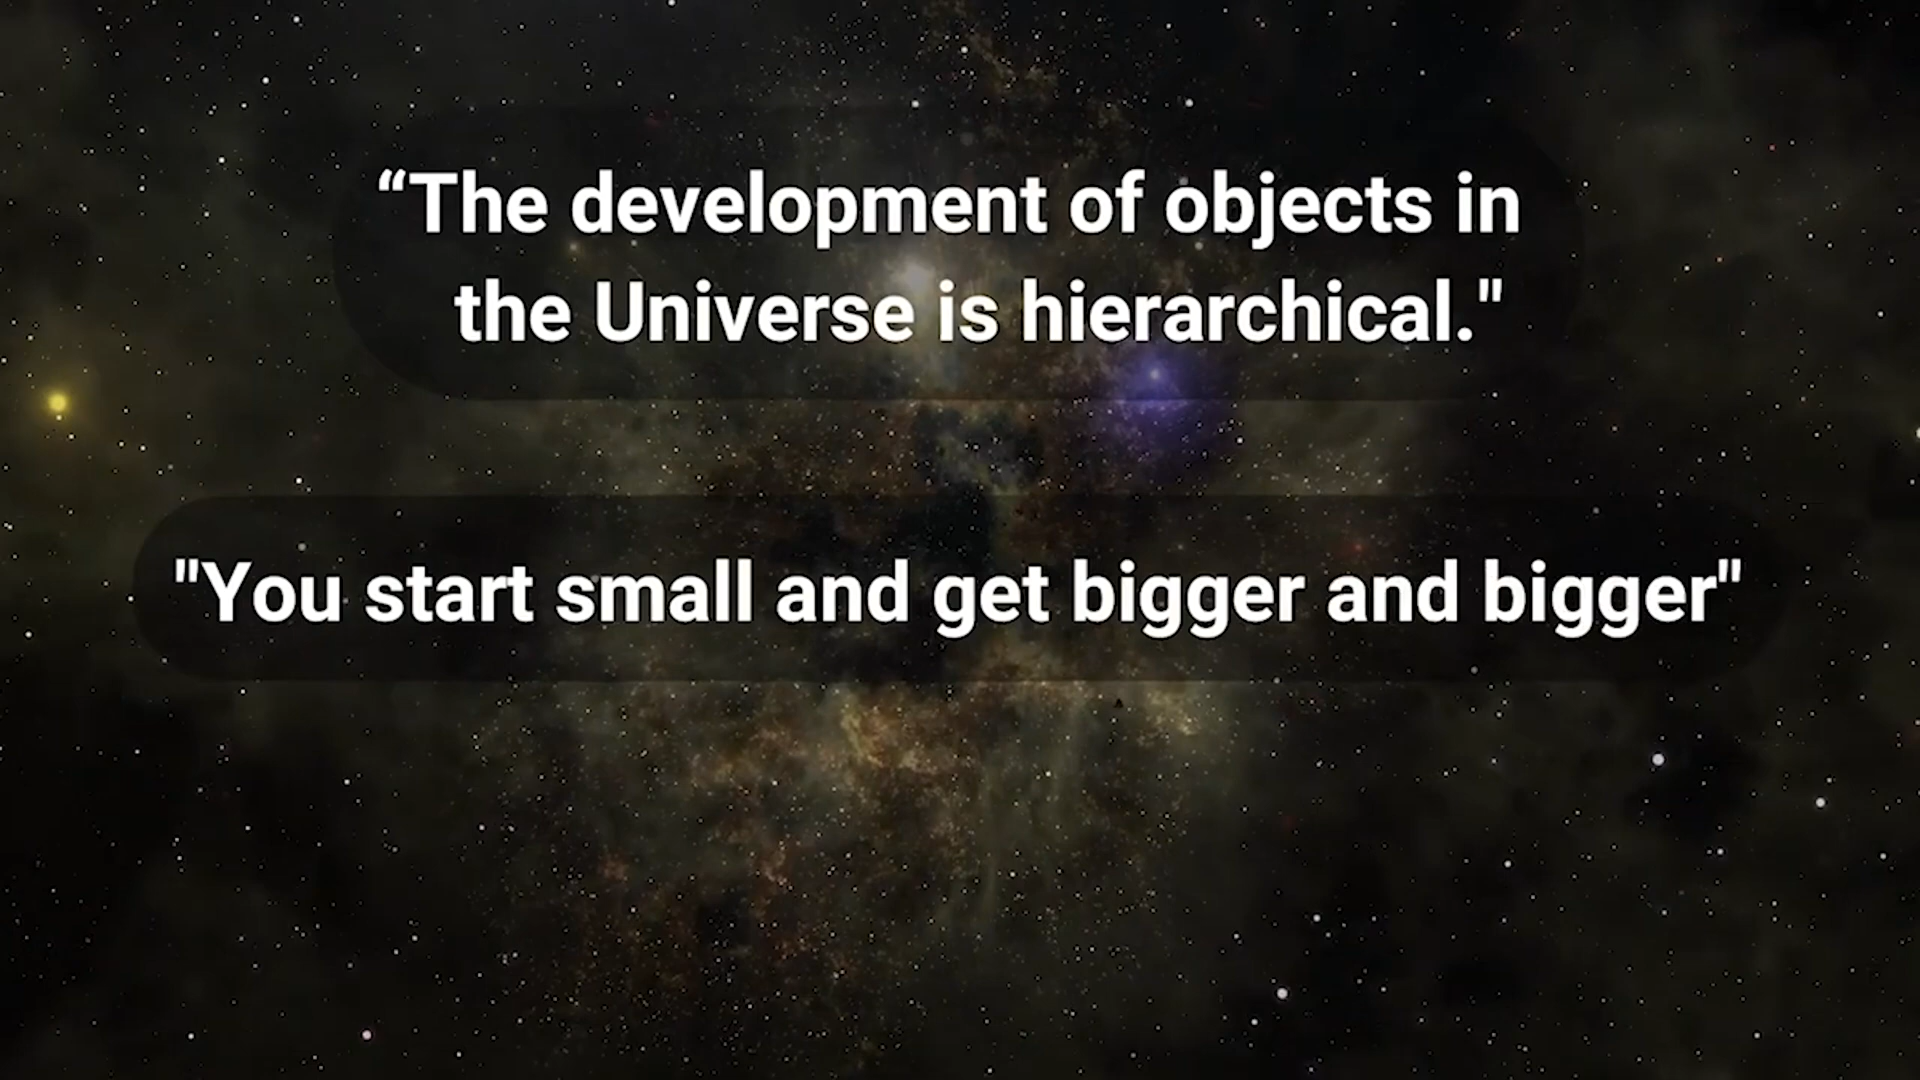 “The development of objects in
the Universe is hierarchical."
"You start small and get bigger and bigger"